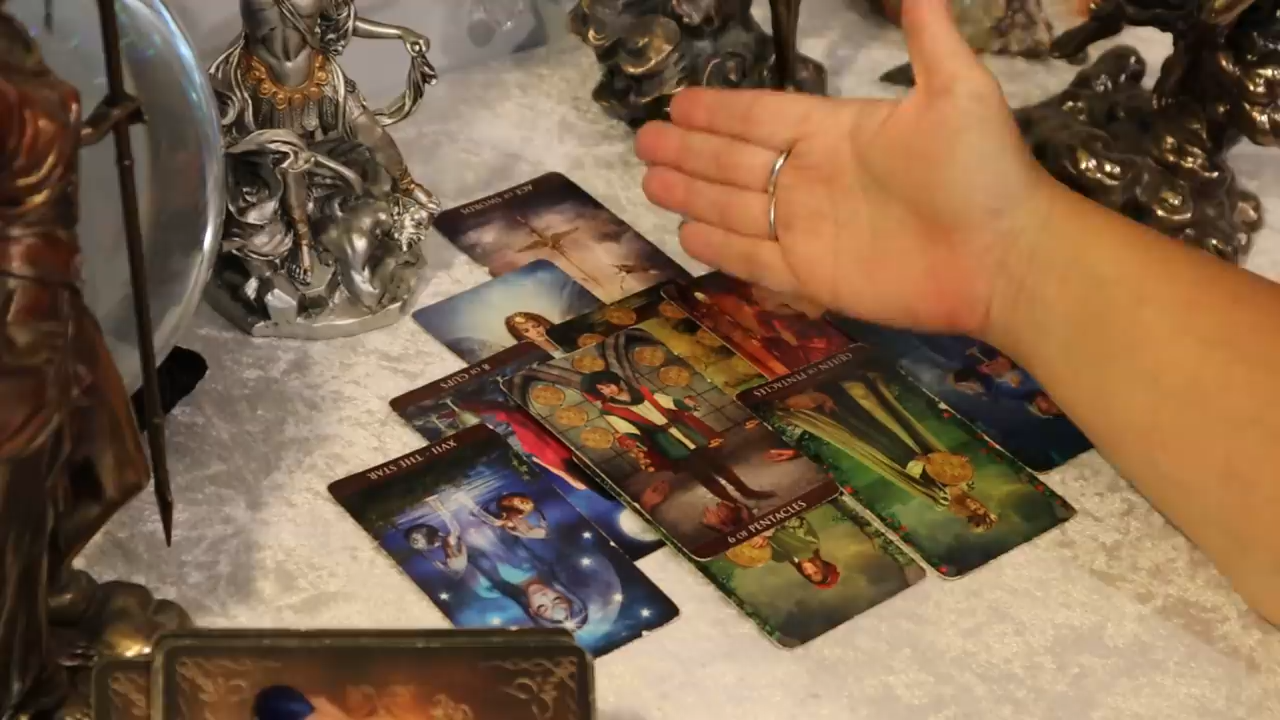 ACE OF SWORDS
8 OF CUPS
QUEEN OF PENTACLES
XVII - THE STAR
6 OF PENTACLES